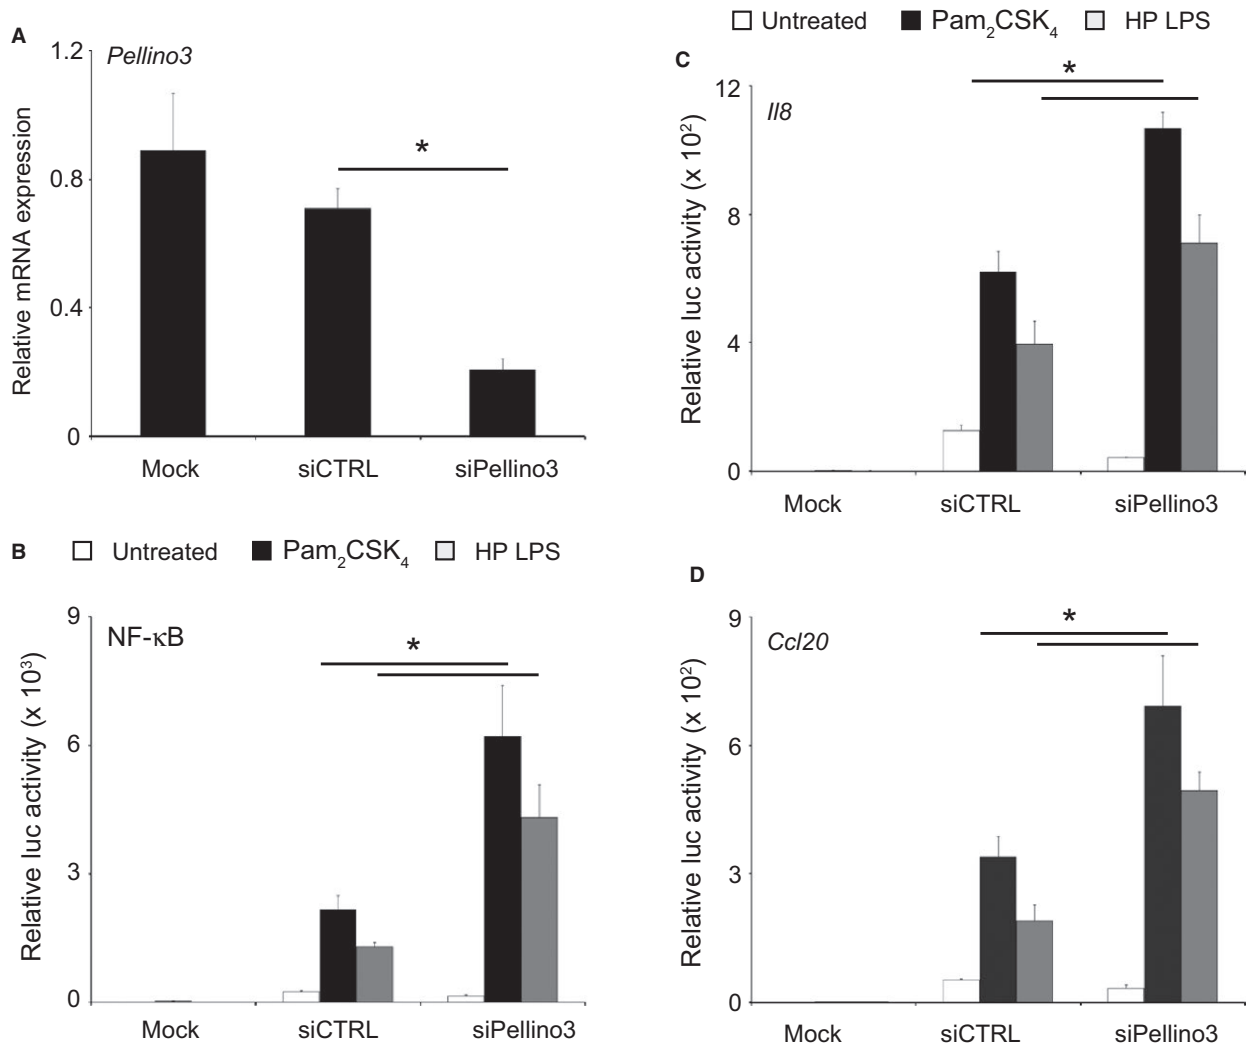 A
Pellino3
Relative mRNA expression
1.2
0.8
0.4
0
*
Mock siCTRL siPellino3
B
Untreated Pam2CSK4 HP LPS
NF-κB
Relative luc activity (x 10³)
9
6
3
0
*
Mock siCTRL siPellino3
Untreated Pam2CSK4 HP LPS
C
Il8
Relative luc activity (x 10²)
12
8
4
0
*
Mock siCTRL siPellino3
D
Ccl20
Relative luc activity (x 10²)
9
6
3
0
*
Mock siCTRL siPellino3